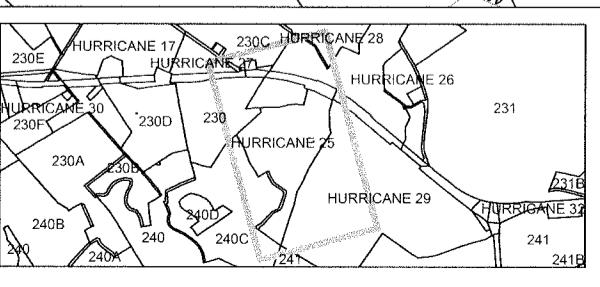 HURRICANE 28
230C
HURRICANE 17
230E
HURRICANE 27
HURRICANE 26
HURRICANE 30
231
230F
230D
230
HURRICANE 25
230A
230B
231B
HURRICANE 29
HURRICANE 32
240D
240B
240
240C
241
240
240A
241
241B